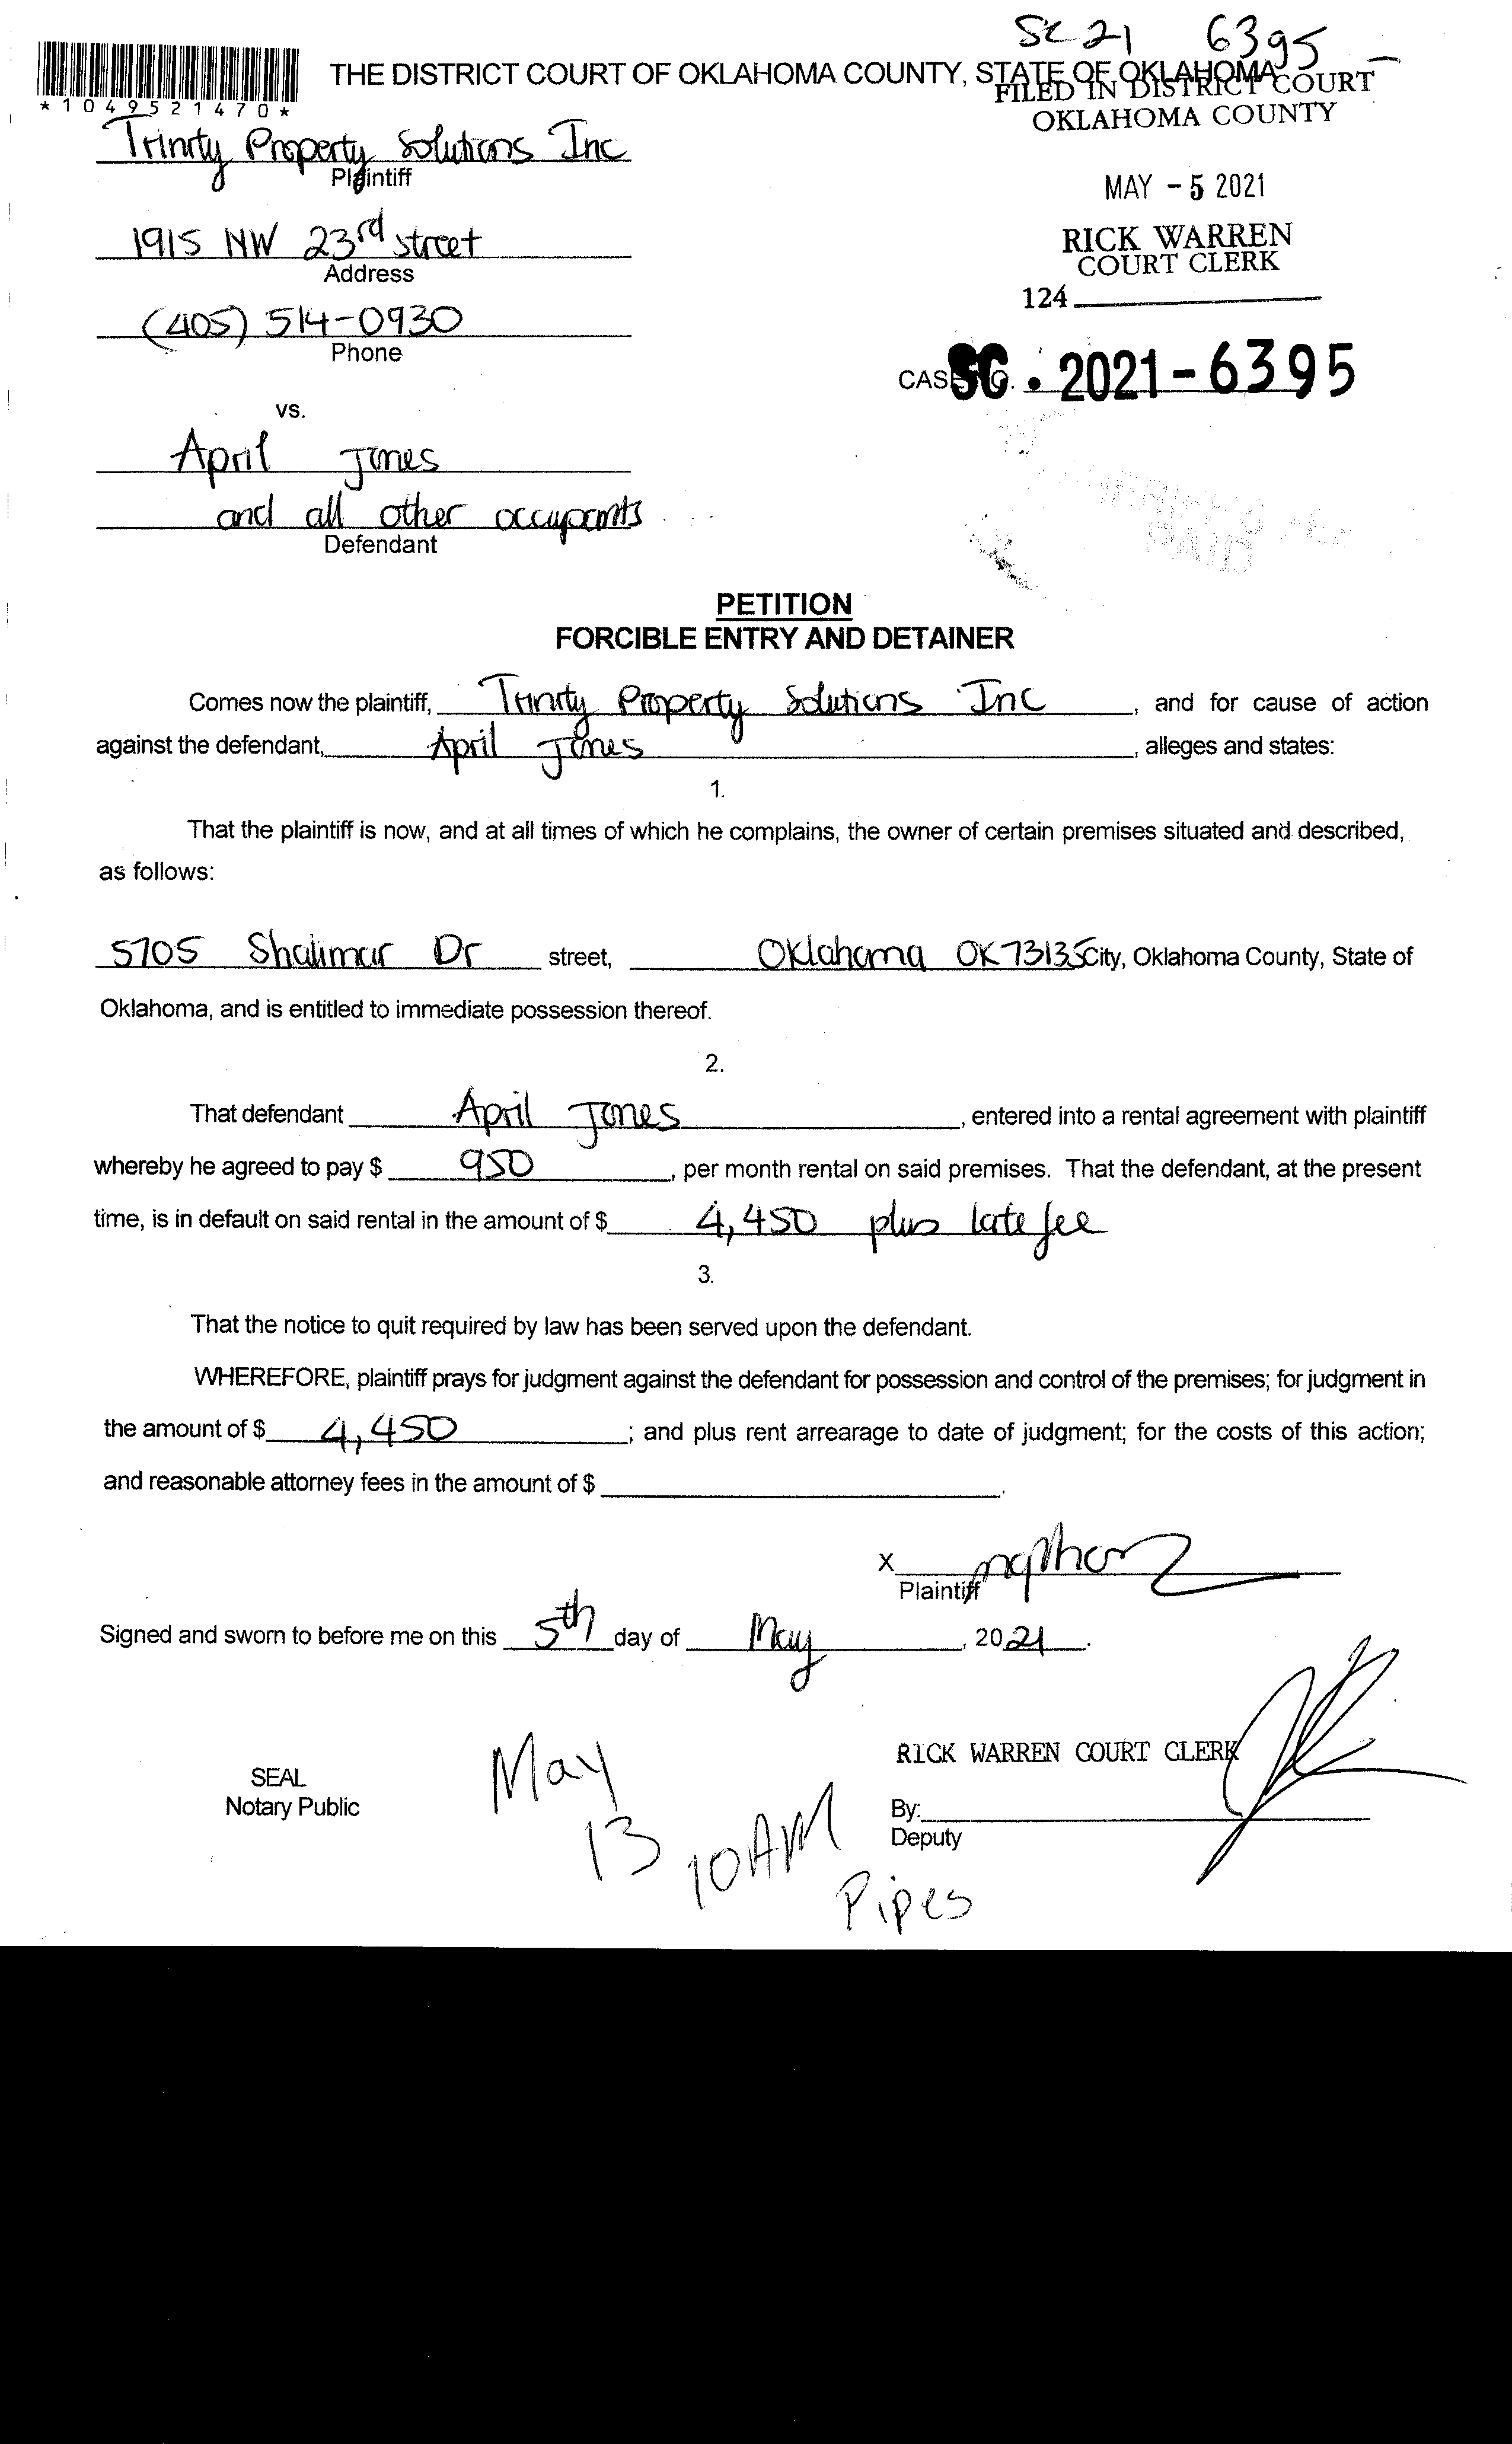 SC 21 6395
THE DISTRICT COURT OF OKLAHOMA COUNTY, STATE OF OKLAHOMA
FILED IN DISTRICT COURT
OKLAHOMA COUNTY
*1049521470*
Trinity Property Solutions Inc
Plaintiff
MAY - 5 2021
1915 NW 23rd street
Address
RICK WARREN
COURT CLERK
124
(405) 514-0930
Phone
CASE NO. SC . 2021-6395
vs.
April Jones
and all other occupants
Defendant
PAID
PETITION
FORCIBLE ENTRY AND DETAINER
Comes now the plaintiff, Trinity Property Solutions Inc, and for cause of action
against the defendant, April Jones, alleges and states:
1.
That the plaintiff is now, and at all times of which he complains, the owner of certain premises situated and described,
as follows:
5705 Shalimar Dr street, Oklahoma OK 73135 City, Oklahoma County, State of
Oklahoma, and is entitled to immediate possession thereof.
2.
That defendant April Jones, entered into a rental agreement with plaintiff
whereby he agreed to pay $ 950, per month rental on said premises. That the defendant, at the present
time, is in default on said rental in the amount of $ 4,450 plus late fee
3.
That the notice to quit required by law has been served upon the defendant.
WHEREFORE, plaintiff prays for judgment against the defendant for possession and control of the premises; for judgment in
the amount of $ 4,450; and plus rent arrearage to date of judgment; for the costs of this action;
and reasonable attorney fees in the amount of $ .
X
Plaintiff
Signed and sworn to before me on this 5th day of May, 2021.
RICK WARREN COURT CLERK
SEAL
Notary Public
By:
Deputy
May
13 10AM
Pipes